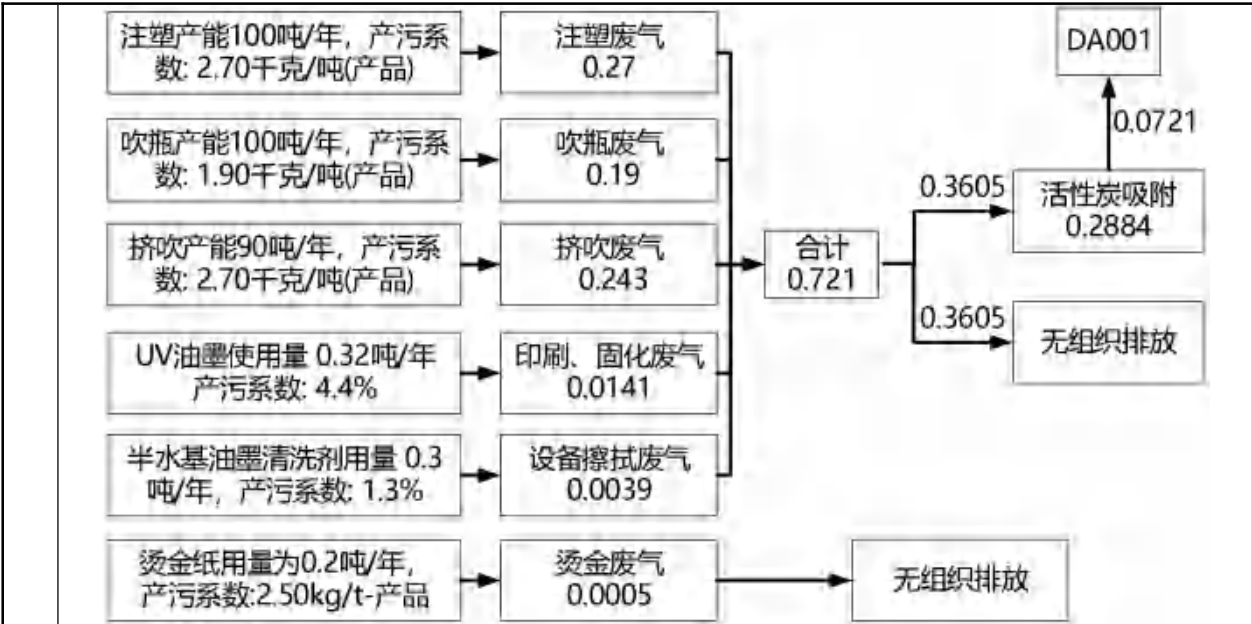 注塑产能100吨/年，产污系
数: 2.70千克/吨(产品)
注塑废气
0.27
DA001
0.0721
吹瓶产能100吨/年，产污系
数: 1.90千克/吨(产品)
吹瓶废气
0.19
0.3605
活性炭吸附
0.2884
挤吹产能90吨/年，产污系
数: 2.70千克/吨(产品)
挤吹废气
0.243
合计
0.721
0.3605
无组织排放
UV油墨使用量 0.32吨/年
产污系数: 4.4%
印刷、固化废气
0.0141
半水基油墨清洗剂用量 0.3
吨/年，产污系数: 1.3%
设备擦拭废气
0.0039
烫金纸用量为0.2吨/年，
产污系数:2.50kg/t-产品
烫金废气
0.0005
无组织排放